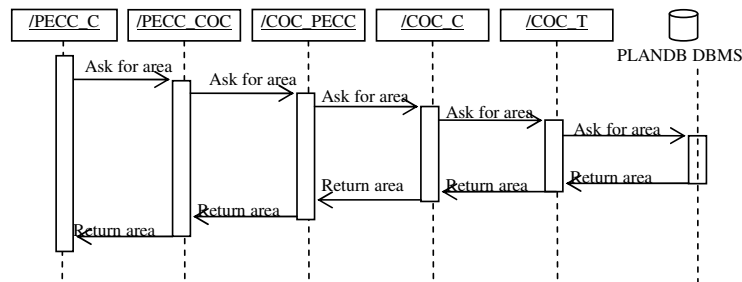 /PECC_C /PECC_COC /COC_PECC /COC_C /COC_T
PLANDB DBMS
Ask for area
Ask for area
Ask for area
Ask for area
Ask for area
Return area
Return area
Return area
Return area
Return area